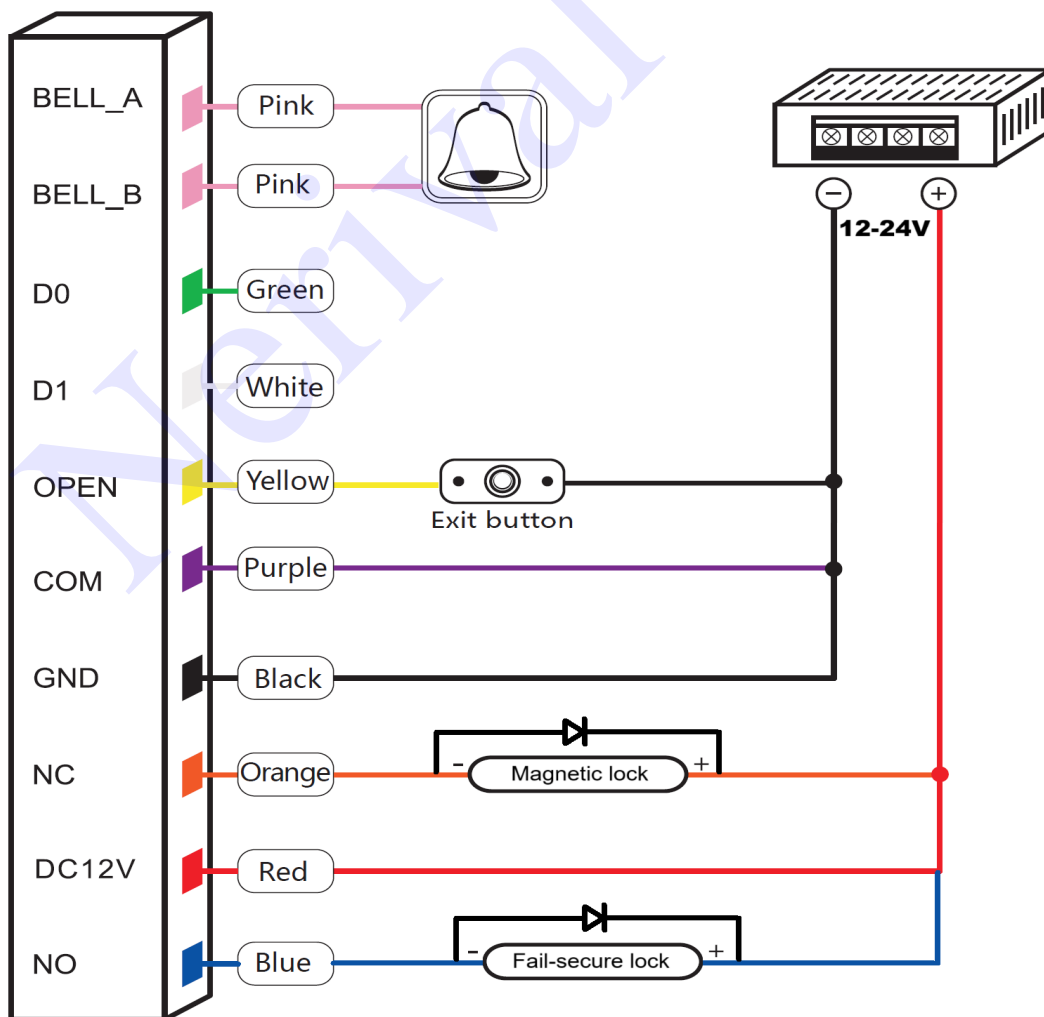 BELL_A
Pink
BELL_B
Pink
− +
12-24V
D0
Green
D1
White
OPEN
Yellow
Exit button
COM
Purple
GND
Black
NC
Orange
- Magnetic lock +
DC12V
Red
NO
Blue
- Fail-secure lock +
Nerival